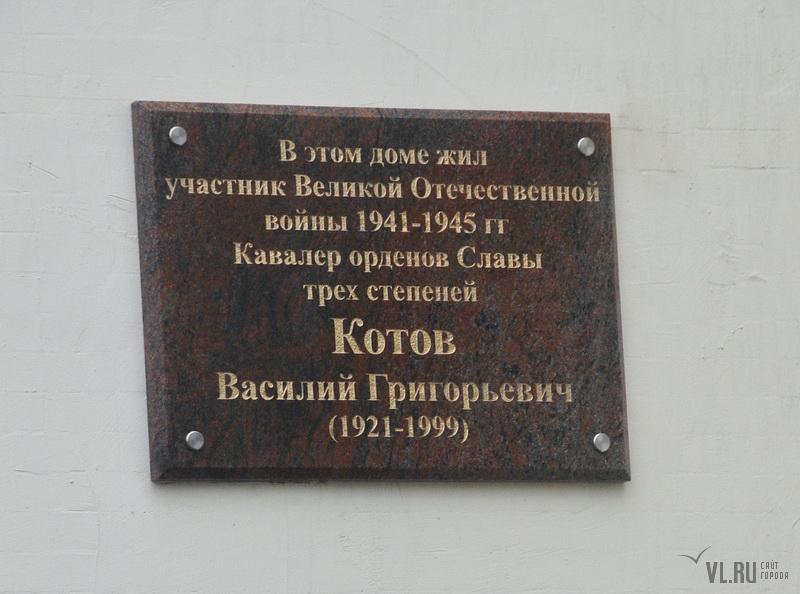 В этом доме жил
участник Великой Отечественной
войны 1941-1945 гг
Кавалер орденов Славы
трех степеней
Котов
Василий Григорьевич
(1921-1999)
VL.RU САЙТ
ГОРОДА